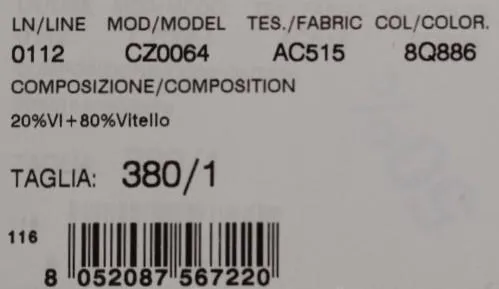 LN/LINE MOD/MODEL TES./FABRIC COL/COLOR.
0112 CZ0064 AC515 8Q886
COMPOSIZIONE/COMPOSITION
20%VI+80%Vitello
TAGLIA: 380/1
116
8 052087 567220